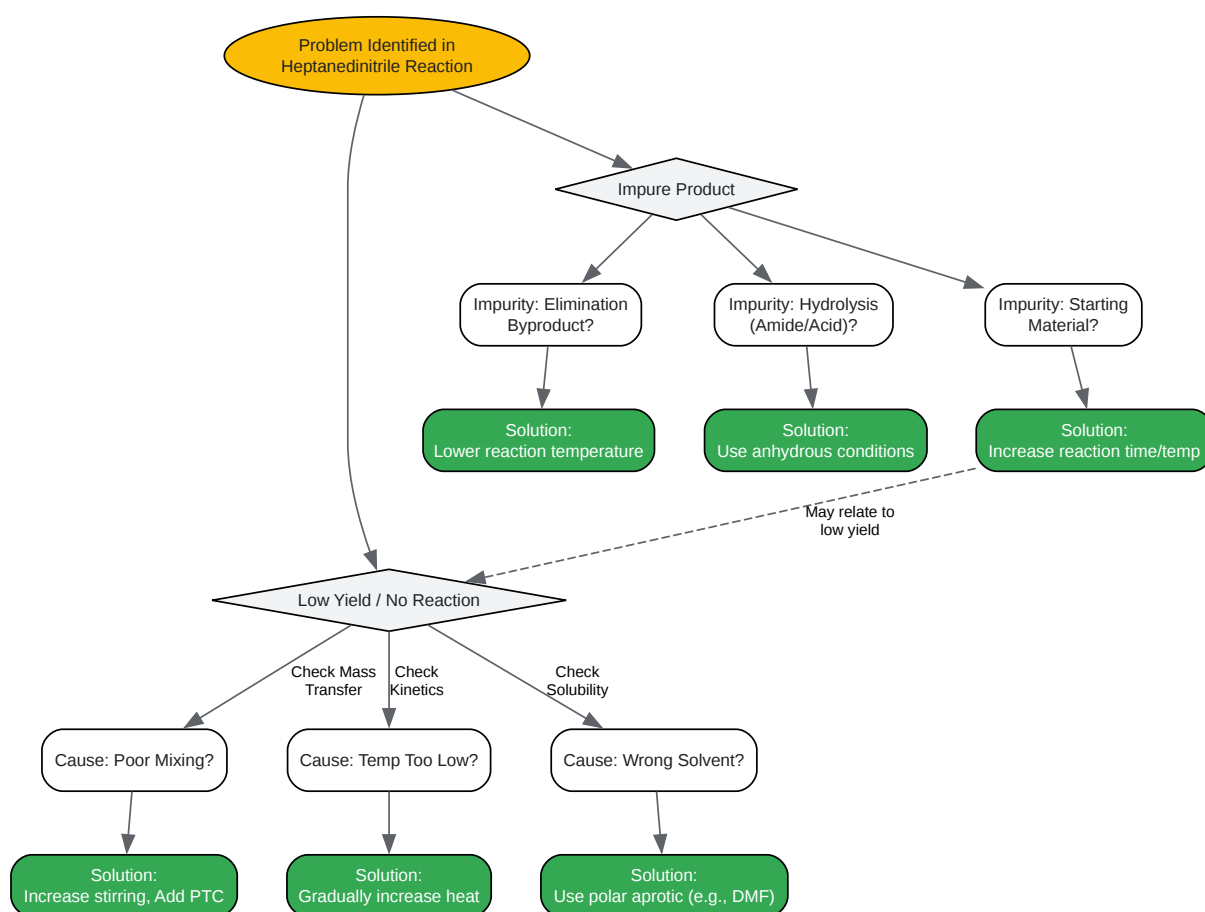 Problem Identified in
Heptanedinitrile Reaction
Impure Product
Impurity: Elimination
Byproduct?
Impurity: Hydrolysis
(Amide/Acid)?
Impurity: Starting
Material?
Solution:
Lower reaction temperature
Solution:
Use anhydrous conditions
Solution:
Increase reaction time/temp
May relate to
low yield
Low Yield / No Reaction
Check Mass
Transfer
Check
Kinetics
Check
Solubility
Cause: Poor Mixing?
Cause: Temp Too Low?
Cause: Wrong Solvent?
Solution:
Increase stirring, Add PTC
Solution:
Gradually increase heat
Solution:
Use polar aprotic (e.g., DMF)